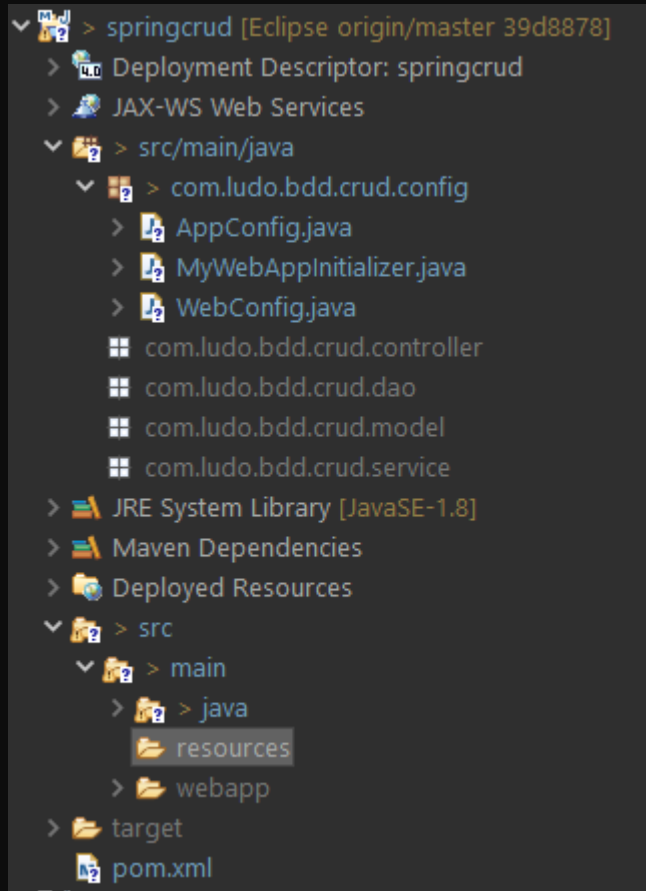 > springcrud [Eclipse origin/master 39d8878]
Deployment Descriptor: springcrud
JAX-WS Web Services
> src/main/java
> com.ludo.bdd.crud.config
AppConfig.java
MyWebAppInitializer.java
WebConfig.java
com.ludo.bdd.crud.controller
com.ludo.bdd.crud.dao
com.ludo.bdd.crud.model
com.ludo.bdd.crud.service
JRE System Library [JavaSE-1.8]
Maven Dependencies
Deployed Resources
> src
> main
> java
resources
webapp
target
pom.xml